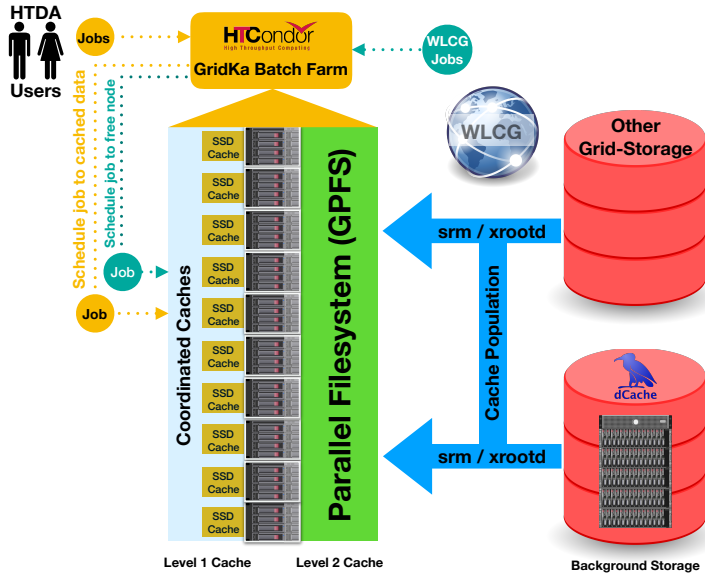 HTDA
Users
Jobs
HTCondor
High Throughput Computing
GridKa Batch Farm
WLCG
Jobs
Schedule job to cached data
Schedule job to free node
Job
Job
Coordinated Caches
SSD
Cache
SSD
Cache
SSD
Cache
SSD
Cache
SSD
Cache
SSD
Cache
SSD
Cache
SSD
Cache
SSD
Cache
SSD
Cache
Parallel Filesystem (GPFS)
WLCG
Other
Grid-Storage
srm / xrootd
Cache Population
srm / xrootd
dCache
Level 1 Cache
Level 2 Cache
Background Storage